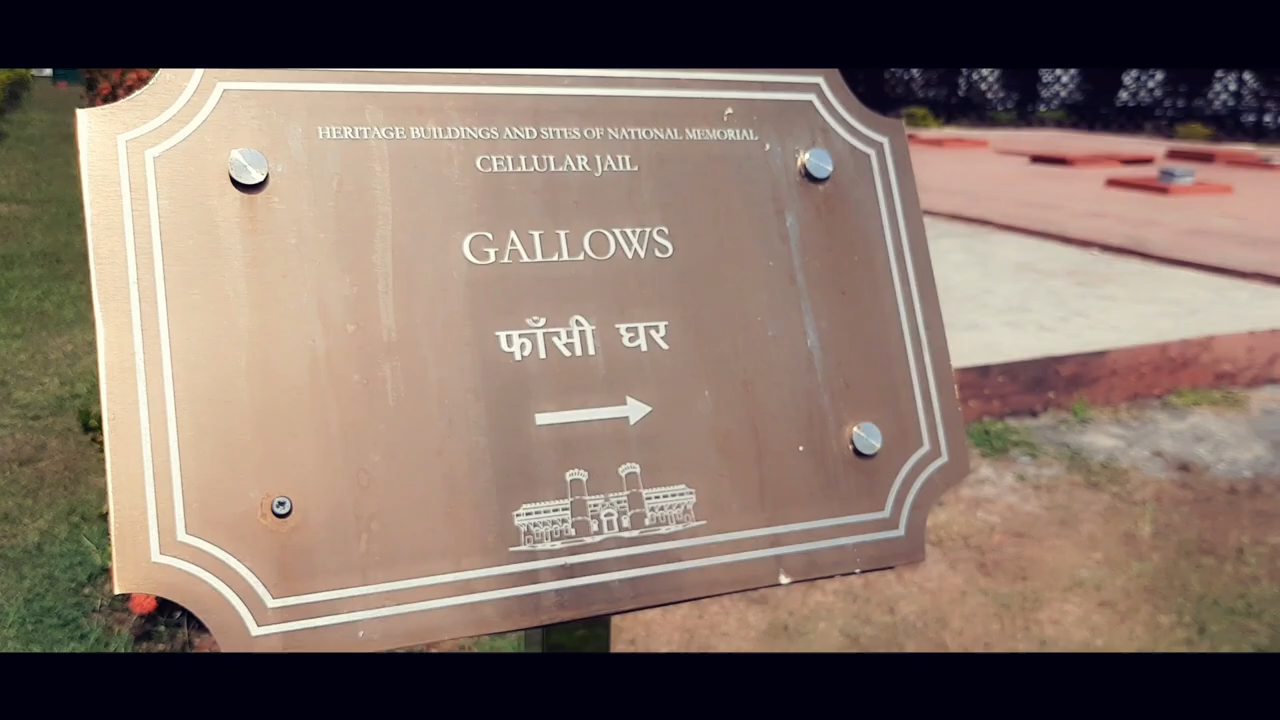 HERITAGE BUILDINGS AND SITES OF NATIONAL MEMORIAL
CELLULAR JAIL
GALLOWS
फाँसी घर